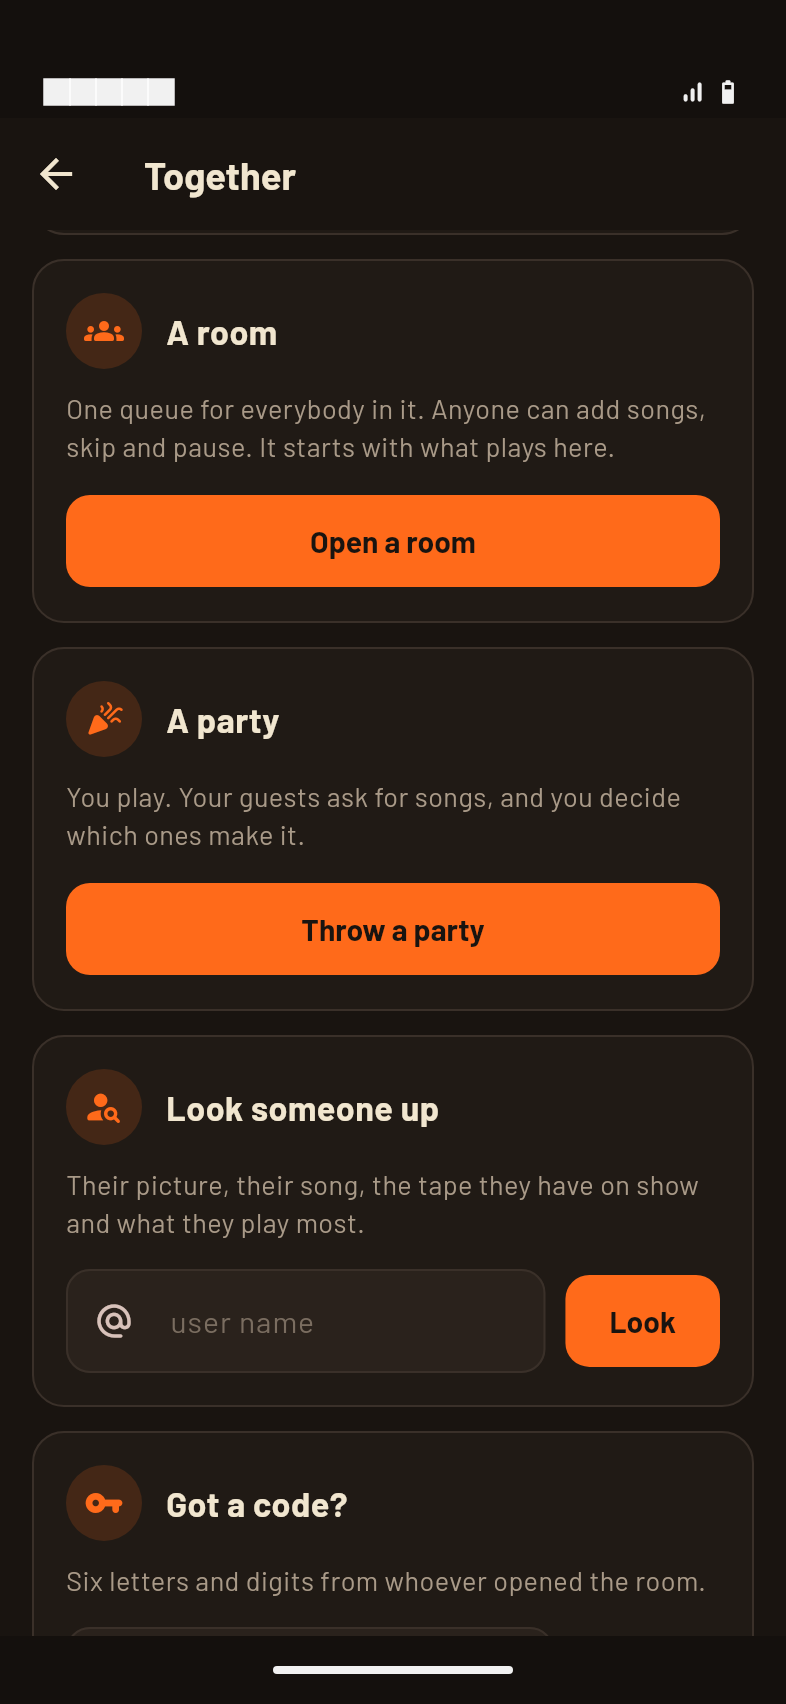 Together
A room
One queue for everybody in it. Anyone can add songs,
skip and pause. It starts with what plays here.
Open a room
A party
You play. Your guests ask for songs, and you decide
which ones make it.
Throw a party
Look someone up
Their picture, their song, the tape they have on show
and what they play most.
user name
Look
Got a code?
Six letters and digits from whoever opened the room.